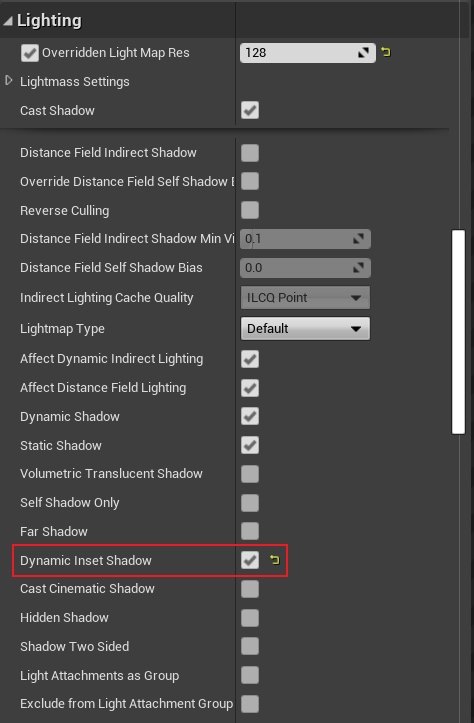 Lighting
Overridden Light Map Res 128
Lightmass Settings
Cast Shadow
Distance Field Indirect Shadow
Override Distance Field Self Shadow
Reverse Culling
Distance Field Indirect Shadow Min Vi 0.1
Distance Field Self Shadow Bias 0.0
Indirect Lighting Cache Quality ILCQ Point
Lightmap Type Default
Affect Dynamic Indirect Lighting
Affect Distance Field Lighting
Dynamic Shadow
Static Shadow
Volumetric Translucent Shadow
Self Shadow Only
Far Shadow
Dynamic Inset Shadow
Cast Cinematic Shadow
Hidden Shadow
Shadow Two Sided
Light Attachments as Group
Exclude from Light Attachment Group